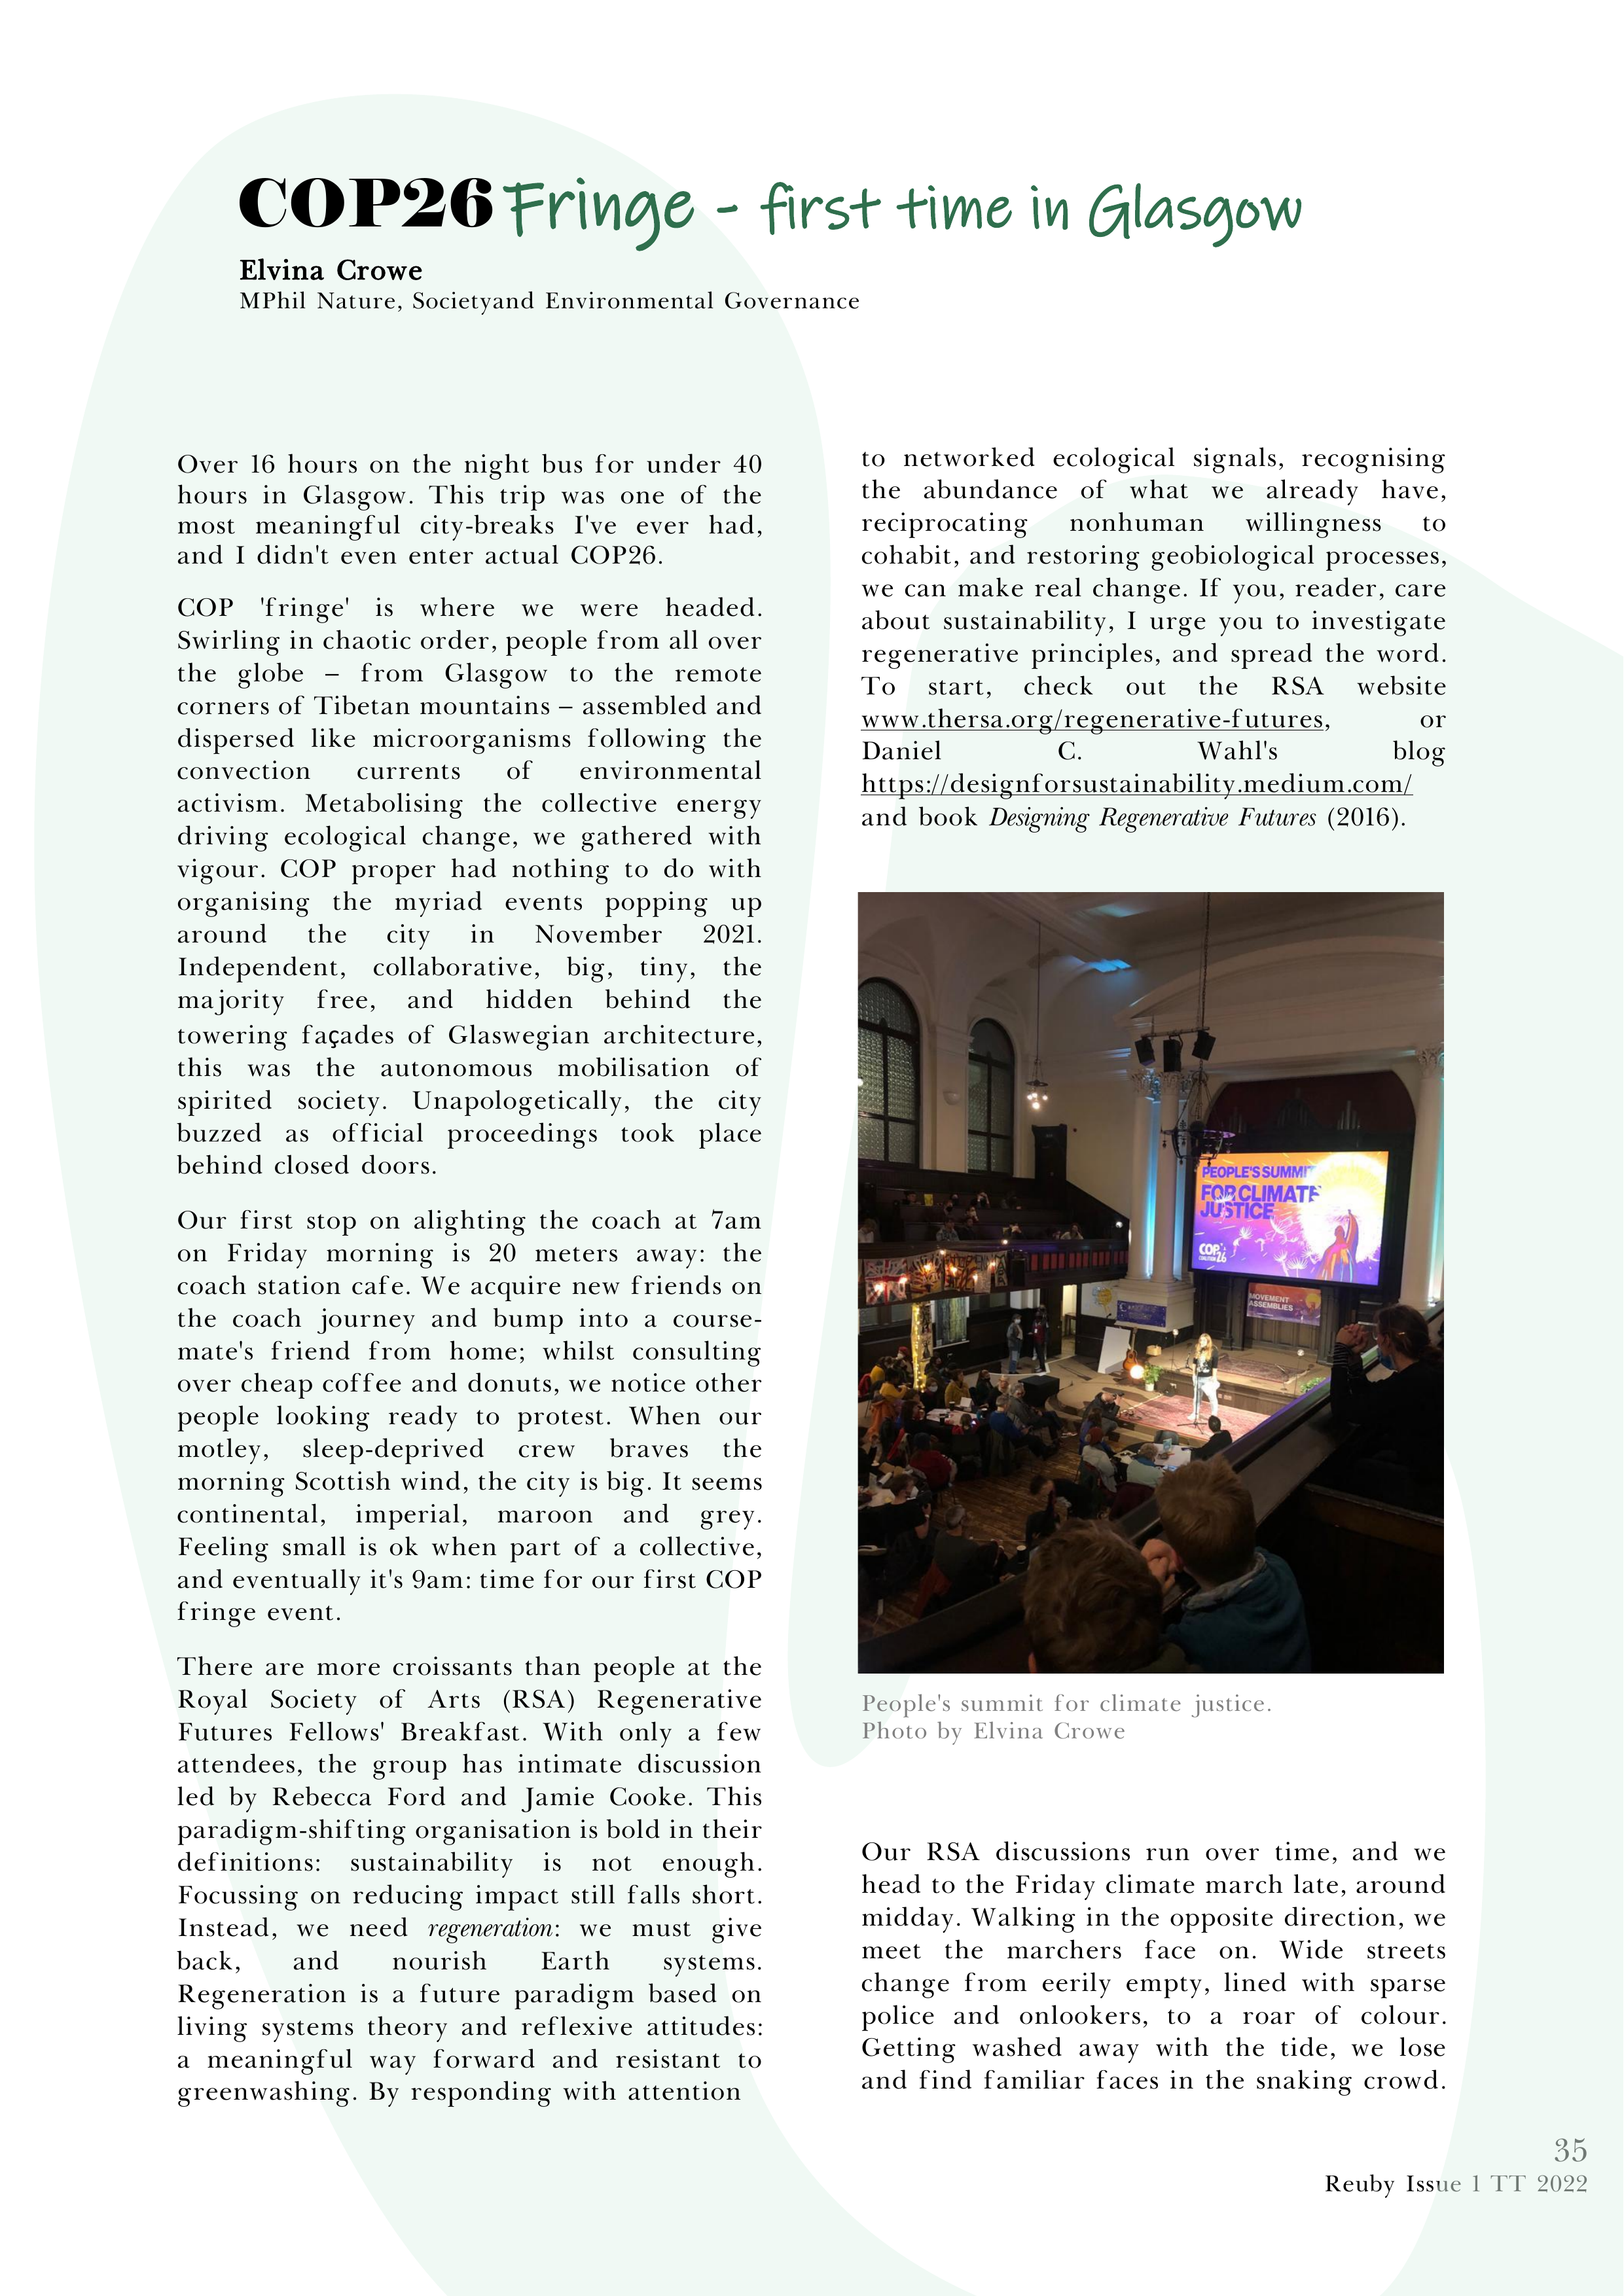 COP26 Fringe - first time in Glasgow
Elvina Crowe
MPhil Nature, Societyand Environmental Governance
Over 16 hours on the night bus for under 40
hours in Glasgow. This trip was one of the
most meaningful city-breaks I've ever had,
and I didn't even enter actual COP26.
COP 'fringe' is where we were headed.
Swirling in chaotic order, people from all over
the globe – from Glasgow to the remote
corners of Tibetan mountains – assembled and
dispersed like microorganisms following the
convection currents of environmental
activism. Metabolising the collective energy
driving ecological change, we gathered with
vigour. COP proper had nothing to do with
organising the myriad events popping up
around the city in November 2021.
Independent, collaborative, big, tiny, the
majority free, and hidden behind the
towering façades of Glaswegian architecture,
this was the autonomous mobilisation of
spirited society. Unapologetically, the city
buzzed as official proceedings took place
behind closed doors.
Our first stop on alighting the coach at 7am
on Friday morning is 20 meters away: the
coach station cafe. We acquire new friends on
the coach journey and bump into a course-
mate's friend from home; whilst consulting
over cheap coffee and donuts, we notice other
people looking ready to protest. When our
motley, sleep-deprived crew braves the
morning Scottish wind, the city is big. It seems
continental, imperial, maroon and grey.
Feeling small is ok when part of a collective,
and eventually it's 9am: time for our first COP
fringe event.
There are more croissants than people at the
Royal Society of Arts (RSA) Regenerative
Futures Fellows' Breakfast. With only a few
attendees, the group has intimate discussion
led by Rebecca Ford and Jamie Cooke. This
paradigm-shifting organisation is bold in their
definitions: sustainability is not enough.
Focussing on reducing impact still falls short.
Instead, we need regeneration: we must give
back, and nourish Earth systems.
Regeneration is a future paradigm based on
living systems theory and reflexive attitudes:
a meaningful way forward and resistant to
greenwashing. By responding with attention
to networked ecological signals, recognising
the abundance of what we already have,
reciprocating nonhuman willingness to
cohabit, and restoring geobiological processes,
we can make real change. If you, reader, care
about sustainability, I urge you to investigate
regenerative principles, and spread the word.
To start, check out the RSA website
www.thersa.org/regenerative-futures, or
Daniel C. Wahl's blog
https://designforsustainability.medium.com/
and book Designing Regenerative Futures (2016).
PEOPLE'S SUMMIT
FOR CLIMATE
JUSTICE
COP
COALITION 26
MOVEMENT
ASSEMBLIES
People's summit for climate justice.
Photo by Elvina Crowe
Our RSA discussions run over time, and we
head to the Friday climate march late, around
midday. Walking in the opposite direction, we
meet the marchers face on. Wide streets
change from eerily empty, lined with sparse
police and onlookers, to a roar of colour.
Getting washed away with the tide, we lose
and find familiar faces in the snaking crowd.
35
Reuby Issue 1 TT 2022